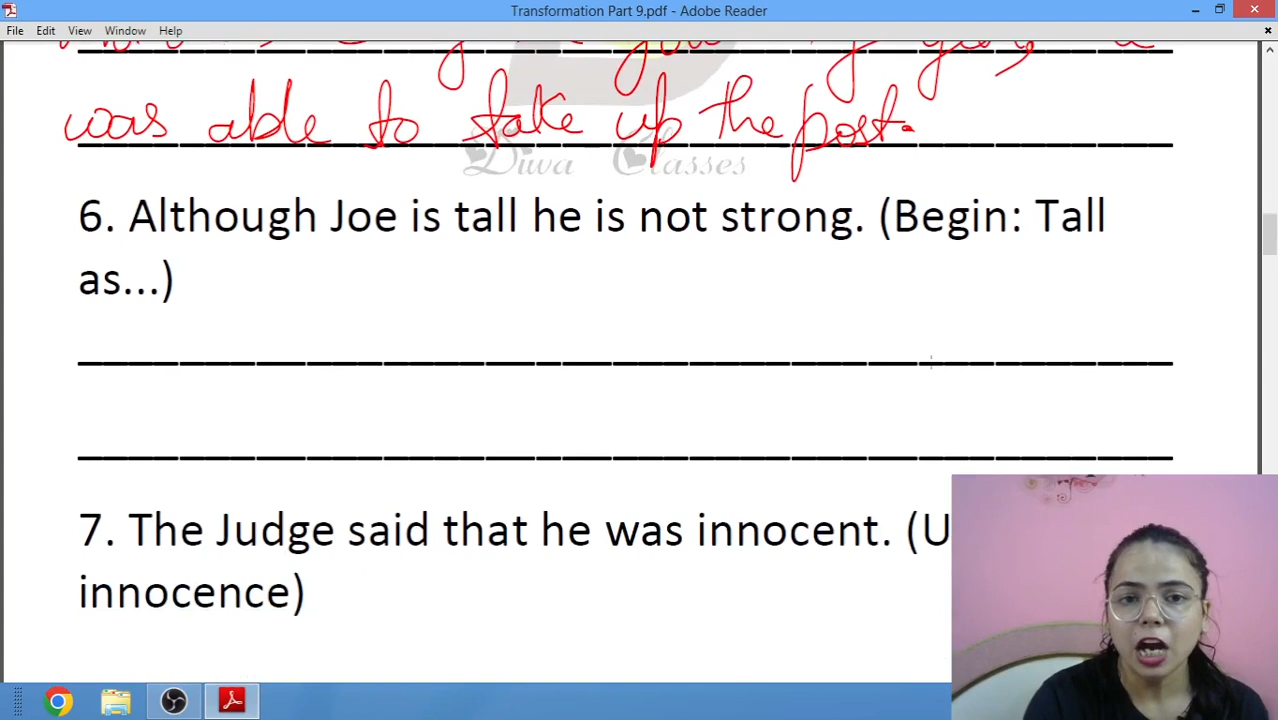 Transformation Part 9.pdf - Adobe Reader
File Edit View Window Help
was able to take up the post.
Diwa Classes
6. Although Joe is tall he is not strong. (Begin: Tall
as...)
7. The Judge said that he was innocent. (U
innocence)